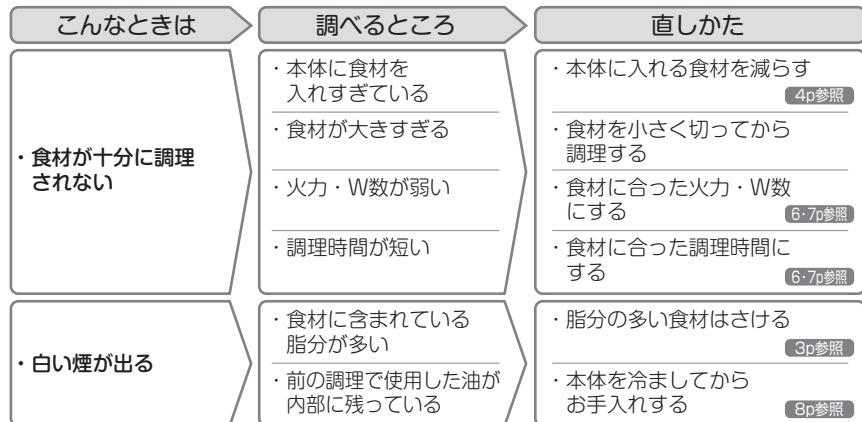 こんなときは
調べるところ
直しかた
・食材が十分に調理
されない
・本体に食材を
入れすぎている
・本体に入れる食材を減らす
4p参照
・食材が大きすぎる
・食材を小さく切ってから
調理する
・火力・W数が弱い
・食材に合った火力・W数
にする 6・7p参照
・調理時間が短い
・食材に合った調理時間に
する 6・7p参照
・白い煙が出る
・食材に含まれている
脂分が多い
・脂分の多い食材はさける
3p参照
・前の調理で使用した油が
内部に残っている
・本体を冷ましてから
お手入れする 8p参照